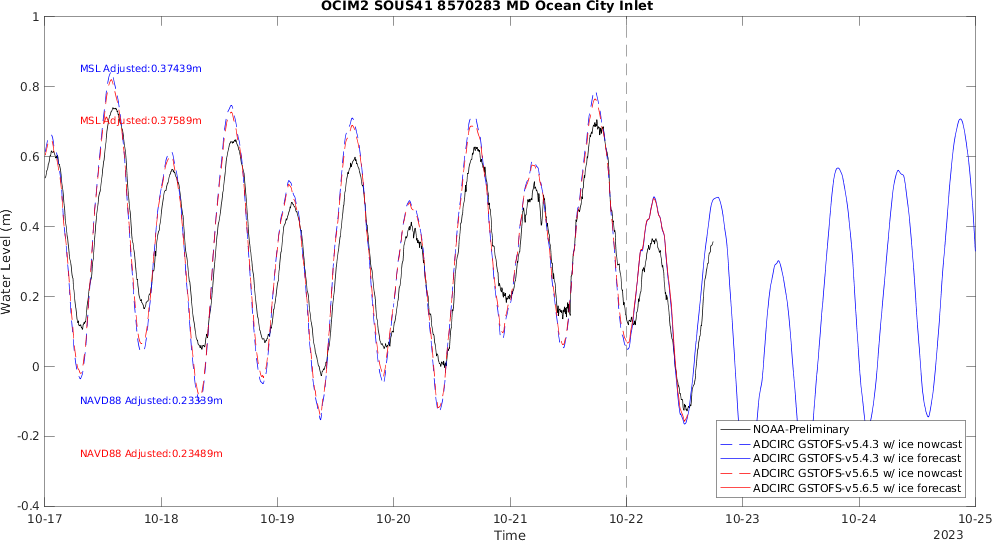 OCIM2 SOUS41 8570283 MD Ocean City Inlet
1
0.8
0.6
0.4
0.2
0
-0.2
-0.4
Water Level (m)
MSL Adjusted:0.37439m
MSL Adjusted:0.37589m
NAVD88 Adjusted:0.23339m
NAVD88 Adjusted:0.23489m
NOAA-Preliminary
ADCIRC GSTOFS-v5.4.3 w/ ice nowcast
ADCIRC GSTOFS-v5.4.3 w/ ice forecast
ADCIRC GSTOFS-v5.6.5 w/ ice nowcast
ADCIRC GSTOFS-v5.6.5 w/ ice forecast
10-17 10-18 10-19 10-20 10-21 10-22 10-23 10-24 10-25
Time
2023